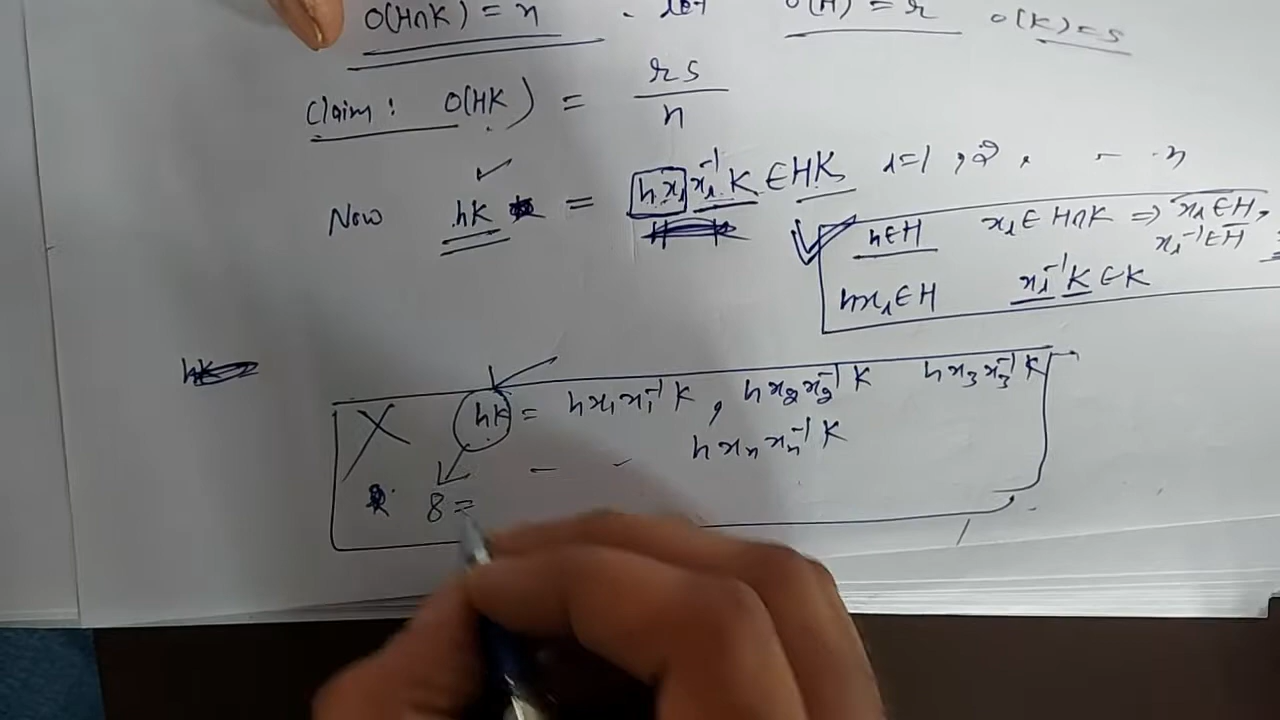 O(H∩K) = n . let O(H) = r O(K) = s
Claim : O(HK) = rs/n
Now hk = hx₁x₁⁻¹k ∈ HK, i=1, 2, - - n
h∈H x₁∈H∩K ⇒ x₁∈H, x₁⁻¹∈H
hx₁∈H x₁⁻¹k∈K
hk = hx₁x₁⁻¹k, hx₂x₂⁻¹k hx₃x₃⁻¹k
- - hxₙxₙ⁻¹k
8 =